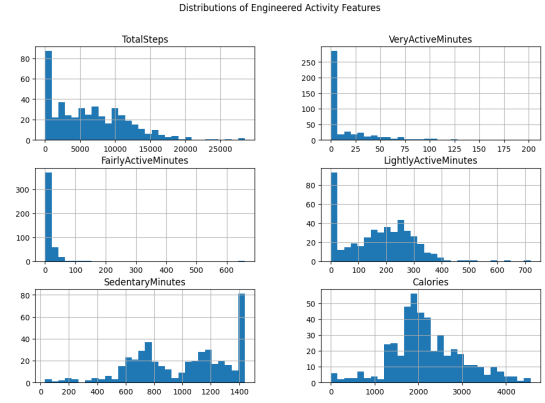 Distributions of Engineered Activity Features
TotalSteps
VeryActiveMinutes
80
60
40
20
0
0 5000 10000 15000 20000 25000
250
200
150
100
50
0
0 25 50 75 100 125 150 175 200
FairlyActiveMinutes
LightlyActiveMinutes
300
200
100
0
0 100 200 300 400 500 600
80
60
40
20
0
0 100 200 300 400 500 600 700
SedentaryMinutes
Calories
80
60
40
20
0
0 200 400 600 800 1000 1200 1400
50
40
30
20
10
0
0 1000 2000 3000 4000